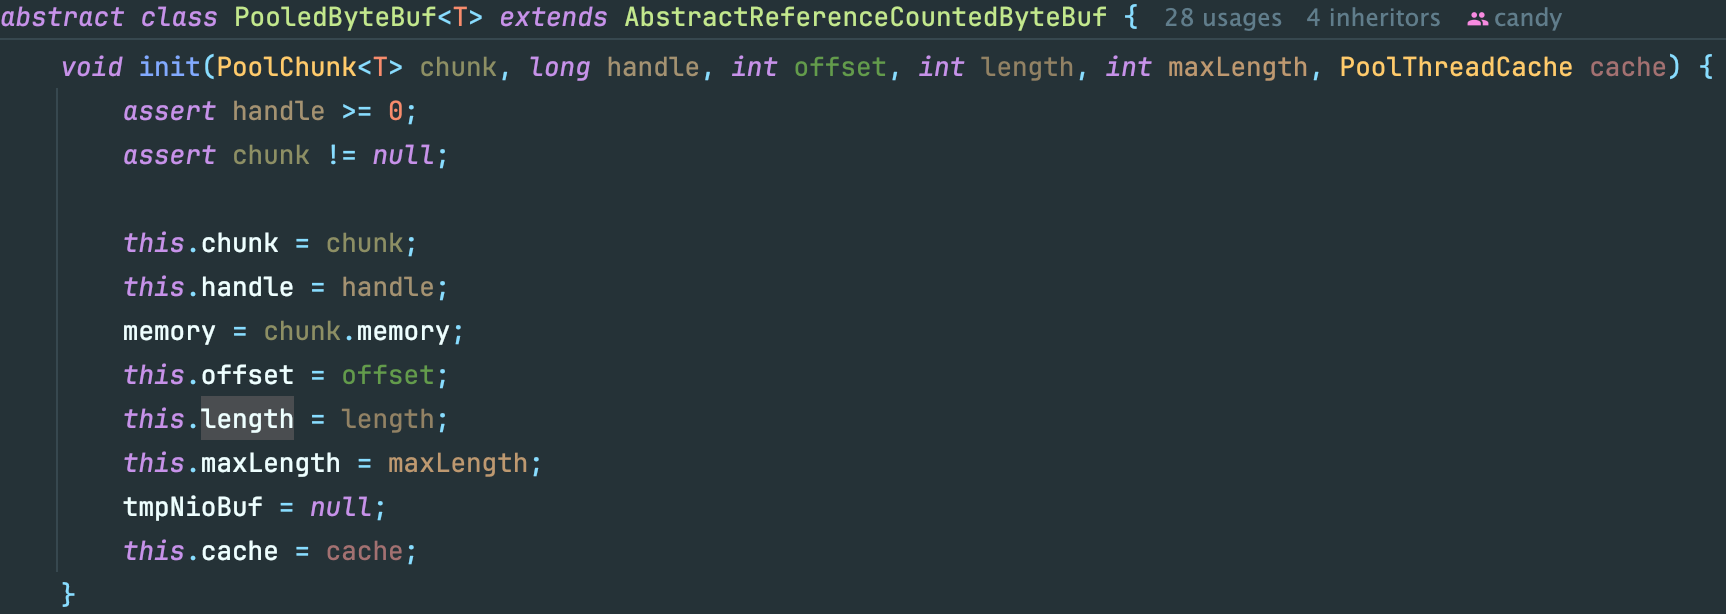 abstract class PooledByteBuf<T> extends AbstractReferenceCountedByteBuf { 28 usages 4 inheritors candy
void init(PoolChunk<T> chunk, long handle, int offset, int length, int maxLength, PoolThreadCache cache) {
assert handle >= 0;
assert chunk != null;
this.chunk = chunk;
this.handle = handle;
memory = chunk.memory;
this.offset = offset;
this.length = length;
this.maxLength = maxLength;
tmpNioBuf = null;
this.cache = cache;
}